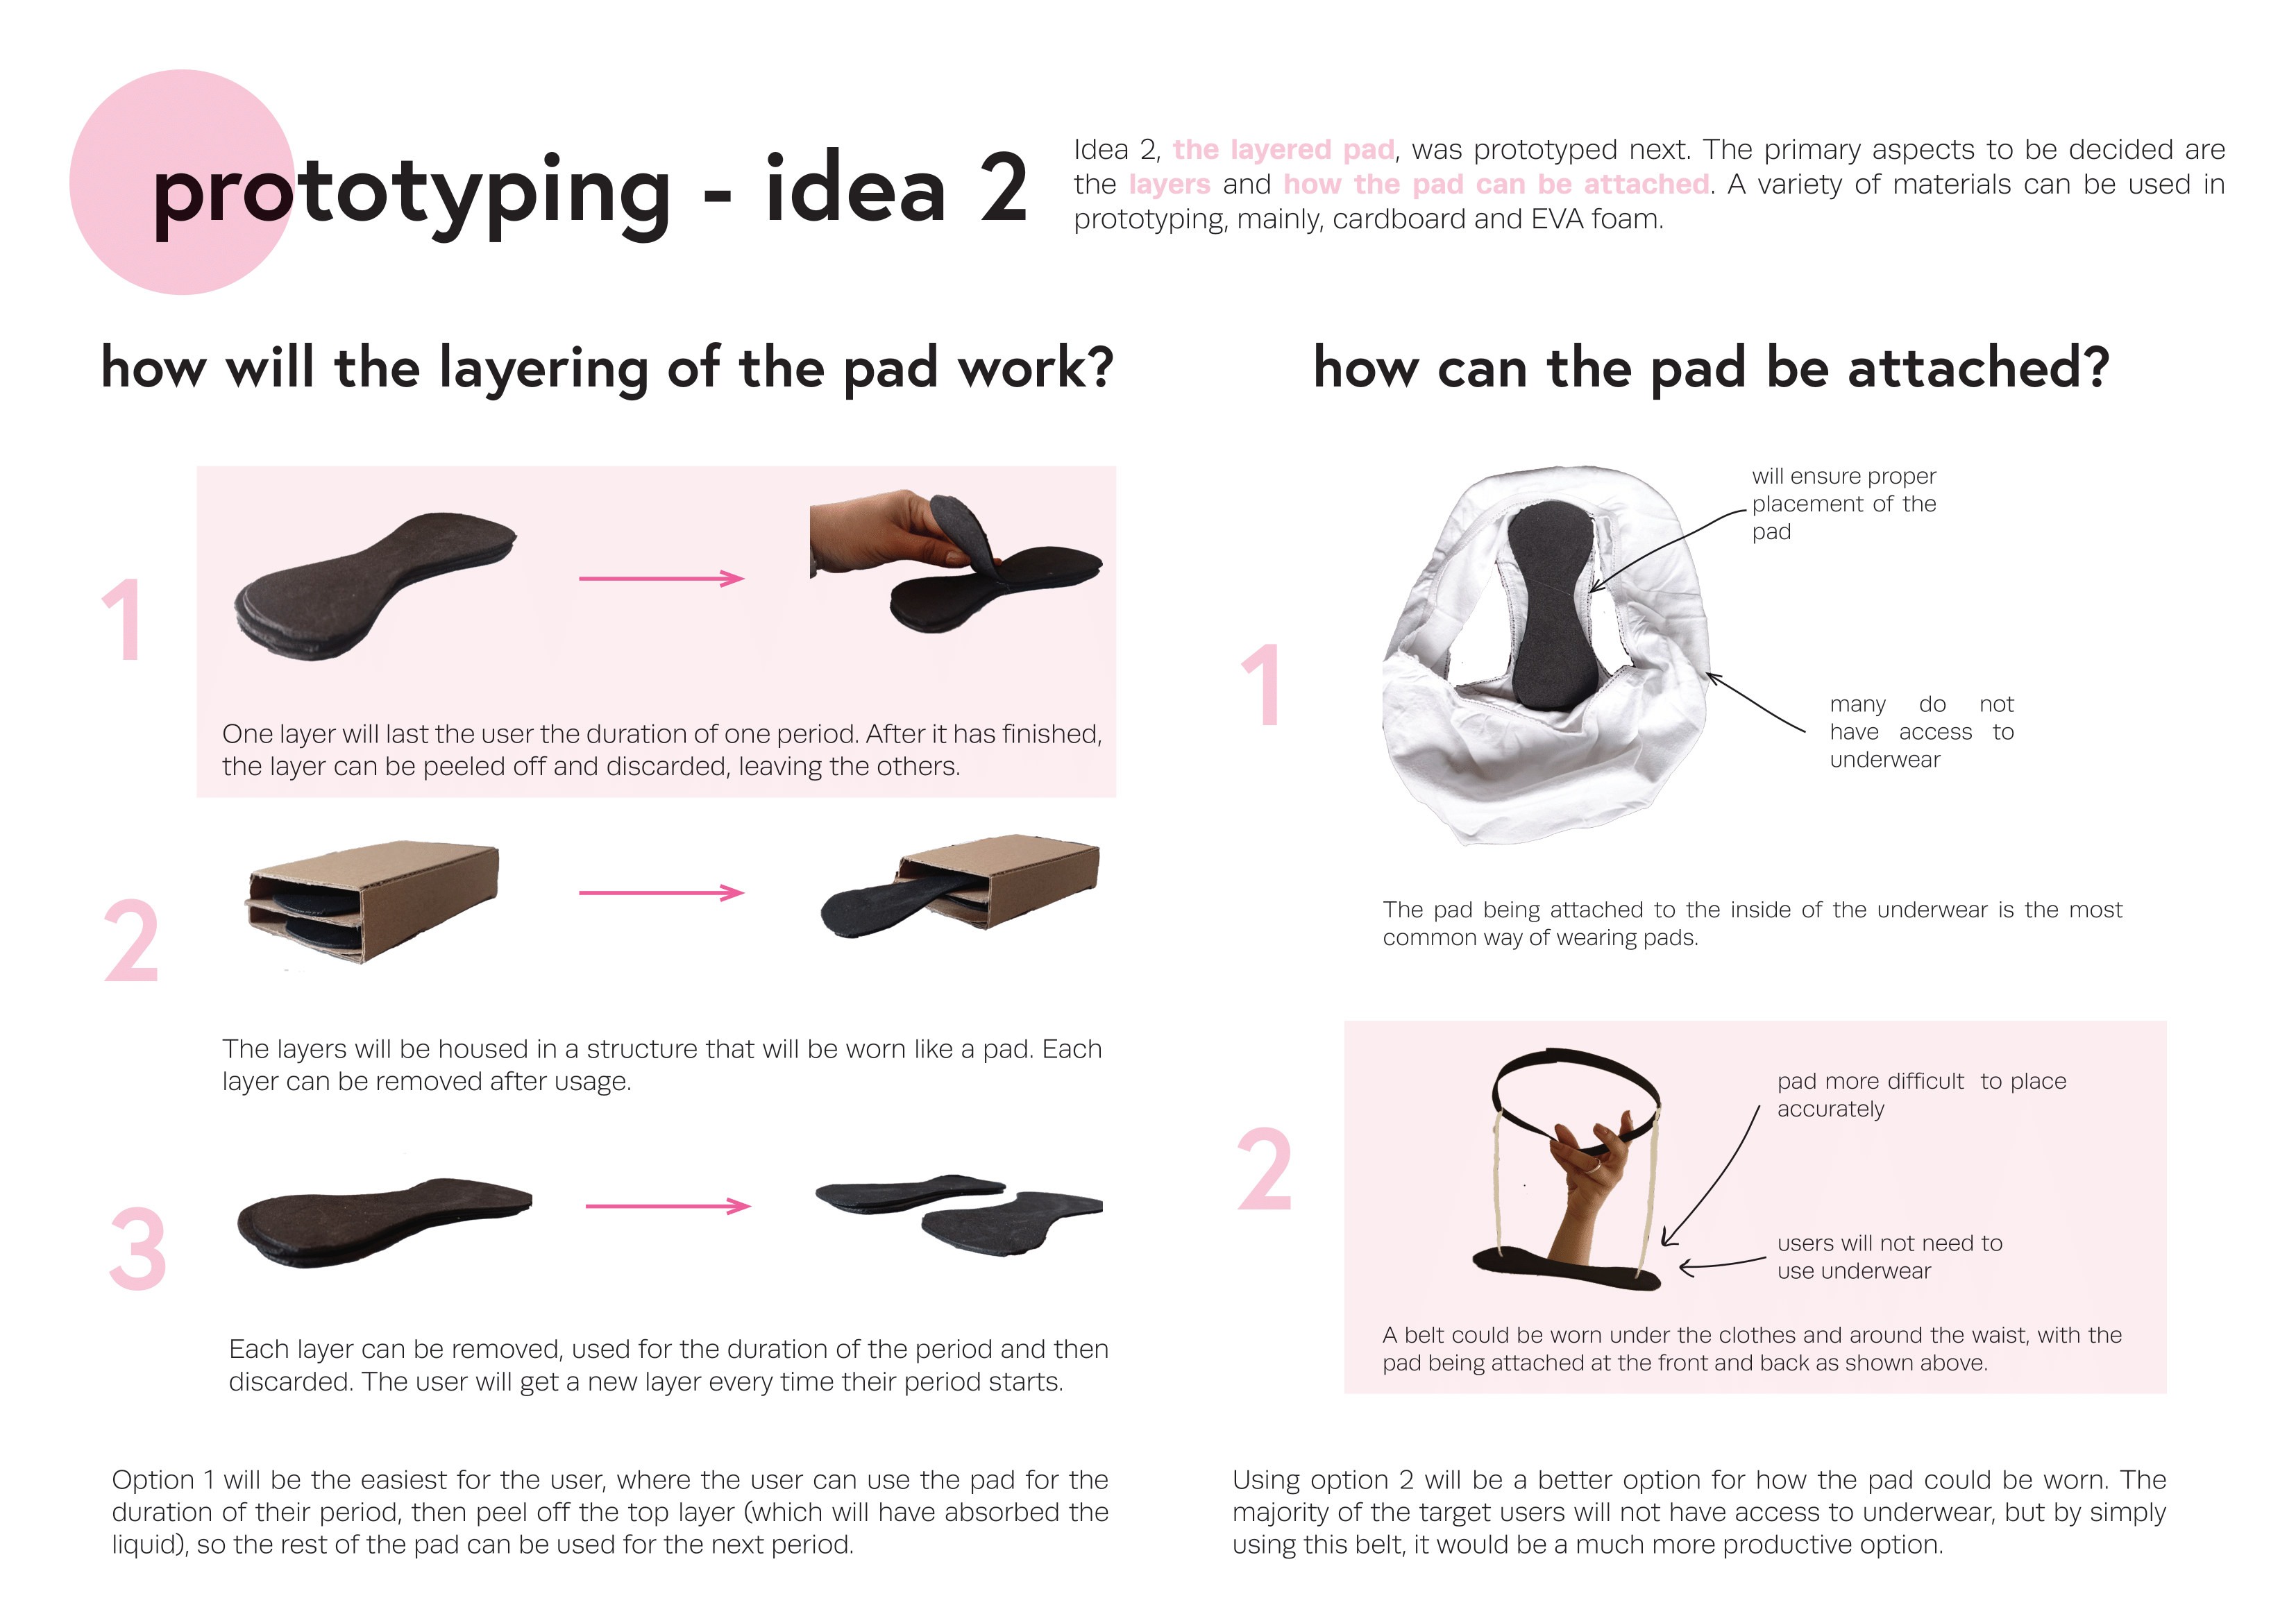 prototyping - idea 2
Idea 2, the layered pad, was prototyped next. The primary aspects to be decided are
the layers and how the pad can be attached. A variety of materials can be used in
prototyping, mainly, cardboard and EVA foam.
how will the layering of the pad work?
1
One layer will last the user the duration of one period. After it has finished,
the layer can be peeled off and discarded, leaving the others.
2
The layers will be housed in a structure that will be worn like a pad. Each
layer can be removed after usage.
3
Each layer can be removed, used for the duration of the period and then
discarded. The user will get a new layer every time their period starts.
Option 1 will be the easiest for the user, where the user can use the pad for the
duration of their period, then peel off the top layer (which will have absorbed the
liquid), so the rest of the pad can be used for the next period.
how can the pad be attached?
1
will ensure proper
placement of the
pad
many do not
have access to
underwear
The pad being attached to the inside of the underwear is the most
common way of wearing pads.
2
pad more difficult to place
accurately
users will not need to
use underwear
A belt could be worn under the clothes and around the waist, with the
pad being attached at the front and back as shown above.
Using option 2 will be a better option for how the pad could be worn. The
majority of the target users will not have access to underwear, but by simply
using this belt, it would be a much more productive option.